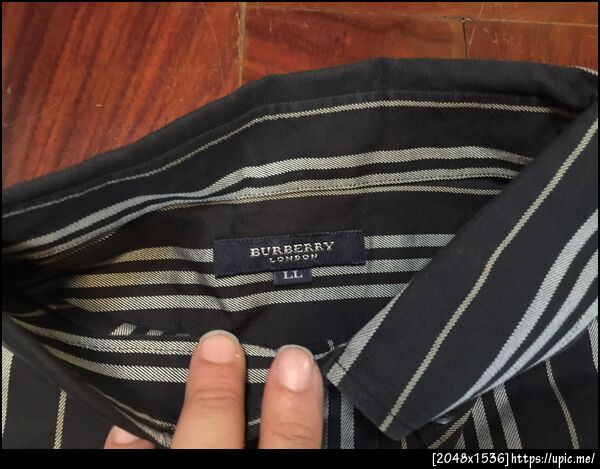 BURBERRY
LONDON
LL
[2048x1536]https://upic.me/